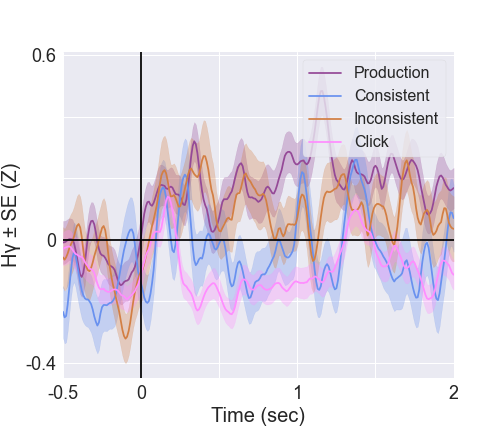 Production
Consistent
Inconsistent
Click
Hγ ± SE (Z)
0.6
0
-0.4
-0.5
0
1
2
Time (sec)